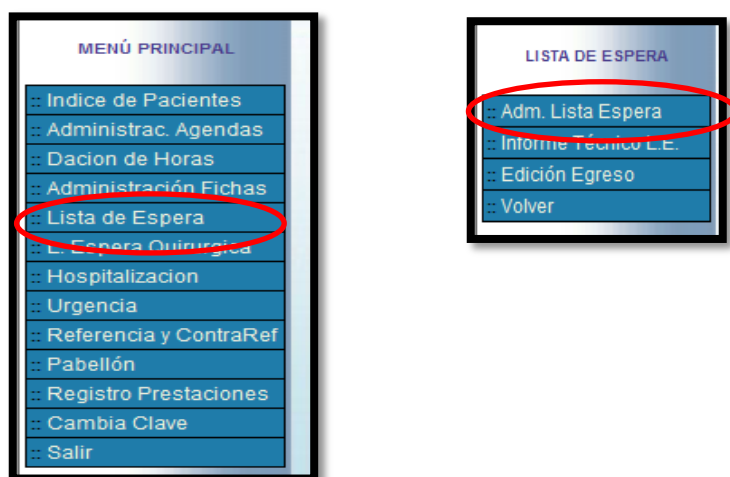 MENÚ PRINCIPAL
:: Indice de Pacientes
:: Administrac. Agendas
:: Dacion de Horas
:: Administración Fichas
:: Lista de Espera
:: L. Espera Quirurgica
:: Hospitalizacion
:: Urgencia
:: Referencia y ContraRef
:: Pabellón
:: Registro Prestaciones
:: Cambia Clave
:: Salir
LISTA DE ESPERA
:: Adm. Lista Espera
:: Informe Técnico L.E.
:: Edición Egreso
:: Volver